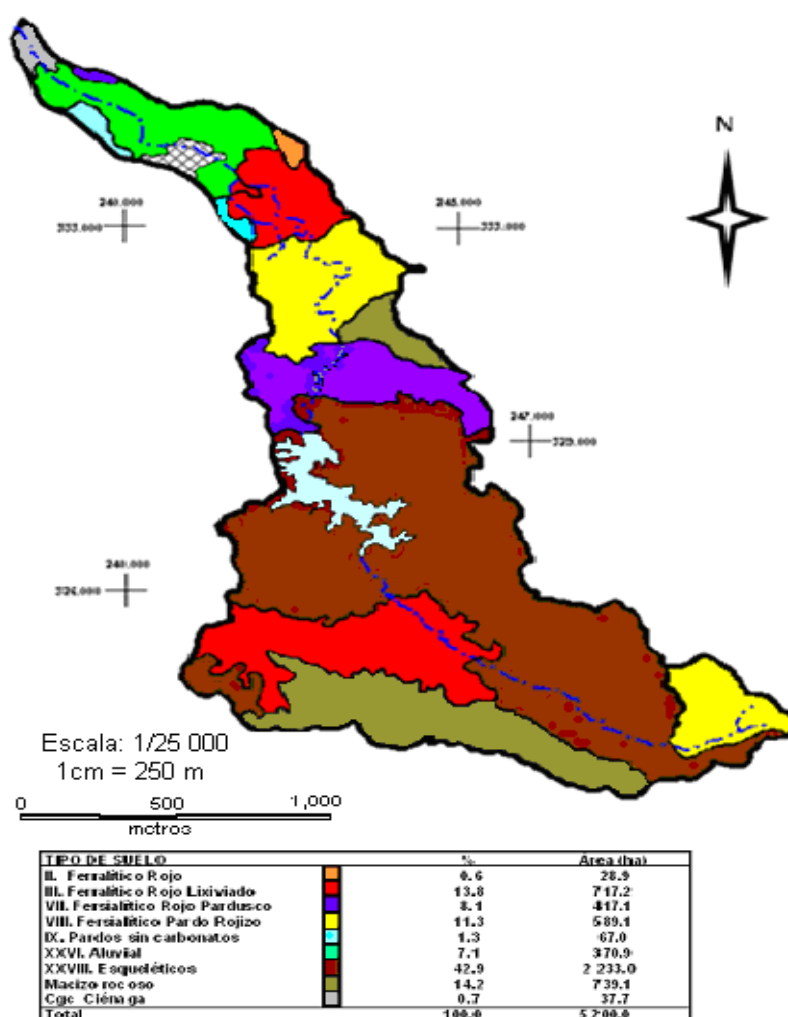 N
240.000
245.000
333.000
333.000
247.000
329.000
240.000
326.000
Escala: 1/25 000
1cm = 250 m
0 500 1,000
metros
TIPO DE SUELO % Área (ha)
II. Ferralítico Rojo 0.6 28.9
III. Ferralítico Rojo Lixiviado 13.8 717.2
VII. Fersialítico Rojo Pardusco 8.1 417.1
VIII. Fersialítico Pardo Rojizo 11.3 589.1
IX. Pardos sin carbonatos 1.3 67.0
XXVI. Aluvial 7.1 370.9
XXVIII. Esqueléticos 42.9 2 233.0
Macizo rocoso 14.2 739.1
Cgc Ciénaga 0.7 37.7
Total 100.0 5 200.0